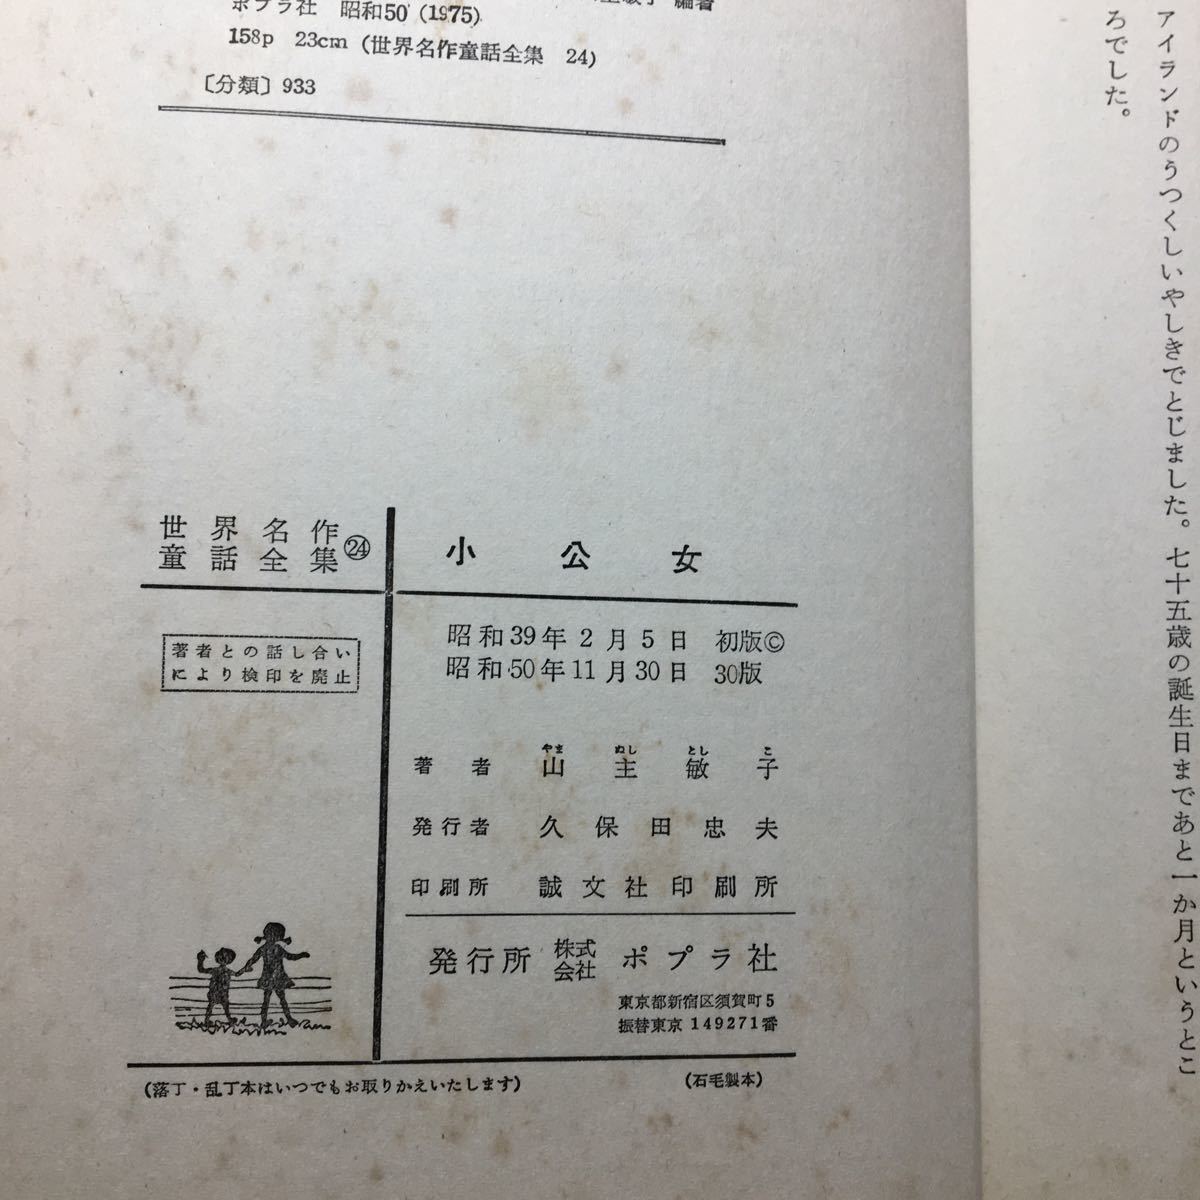 アイランドのうつくしいやしきでとじました。七十五歳の誕生日まであと一か月というとこ
ろでした。
編著
ポプラ社　昭和50 (1975)
158p　23cm (世界名作童話全集　24)
〔分類〕933
世界名作
童話全集㉔
小公女
著者との話し合い
により検印を廃止
昭和39年2月5日　初版©
昭和50年11月30日　30版
やま　ぬし　とし　こ
著者　山主敏子
発行者　久保田忠夫
印刷所　誠文社印刷所
発行所　株式会社　ポプラ社
東京都新宿区須賀町5
振替東京149271番
(落丁・乱丁本はいつでもお取りかえいたします)
(石毛製本)